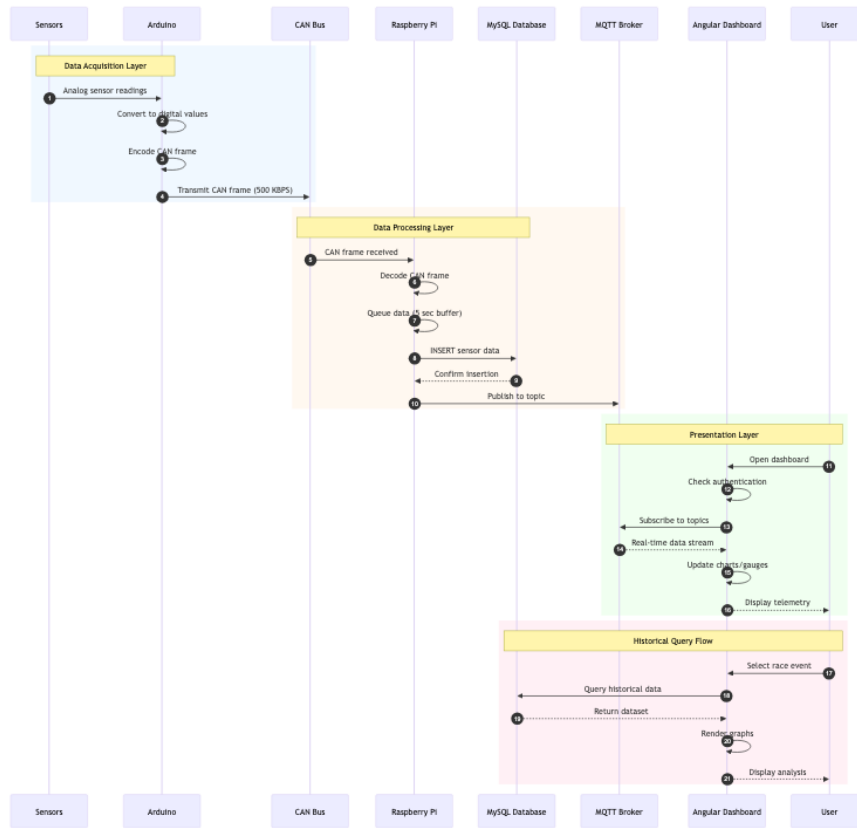 Sensors
Arduino
CAN Bus
Raspberry Pi
MySQL Database
MQTT Broker
Angular Dashboard
User
Data Acquisition Layer
1
Analog sensor readings
Convert to digital values
2
Encode CAN frame
3
4
Transmit CAN frame (500 KBPS)
Data Processing Layer
5
CAN frame received
Decode CAN frame
6
Queue data (5 sec buffer)
7
8
INSERT sensor data
Confirm insertion
9
10
Publish to topic
Presentation Layer
Open dashboard
11
Check authentication
12
Subscribe to topics
13
14
Real-time data stream
Update charts/gauges
15
16
Display telemetry
Historical Query Flow
Select race event
17
Query historical data
18
19
Return dataset
Render graphs
20
21
Display analysis
Sensors
Arduino
CAN Bus
Raspberry Pi
MySQL Database
MQTT Broker
Angular Dashboard
User